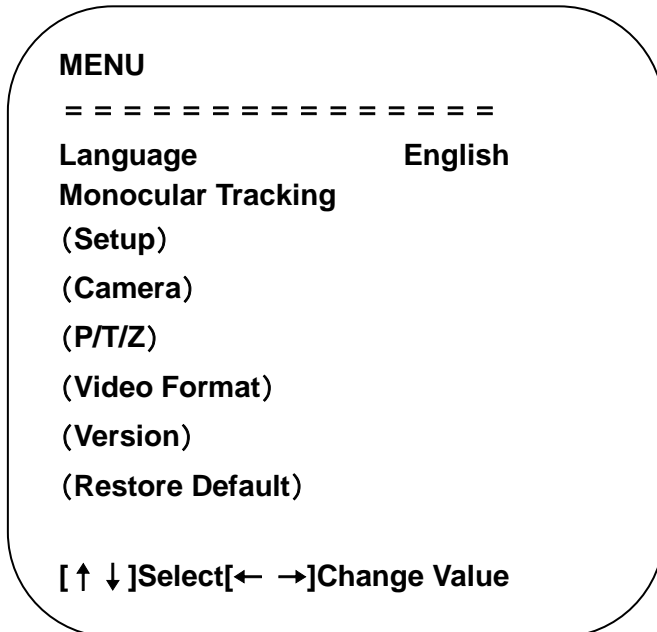 MENU
= = = = = = = = = = = = = = =
Language English
Monocular Tracking
（Setup）
（Camera）
（P/T/Z）
（Video Format）
（Version）
（Restore Default）
[↑ ↓]Select[← →]Change Value